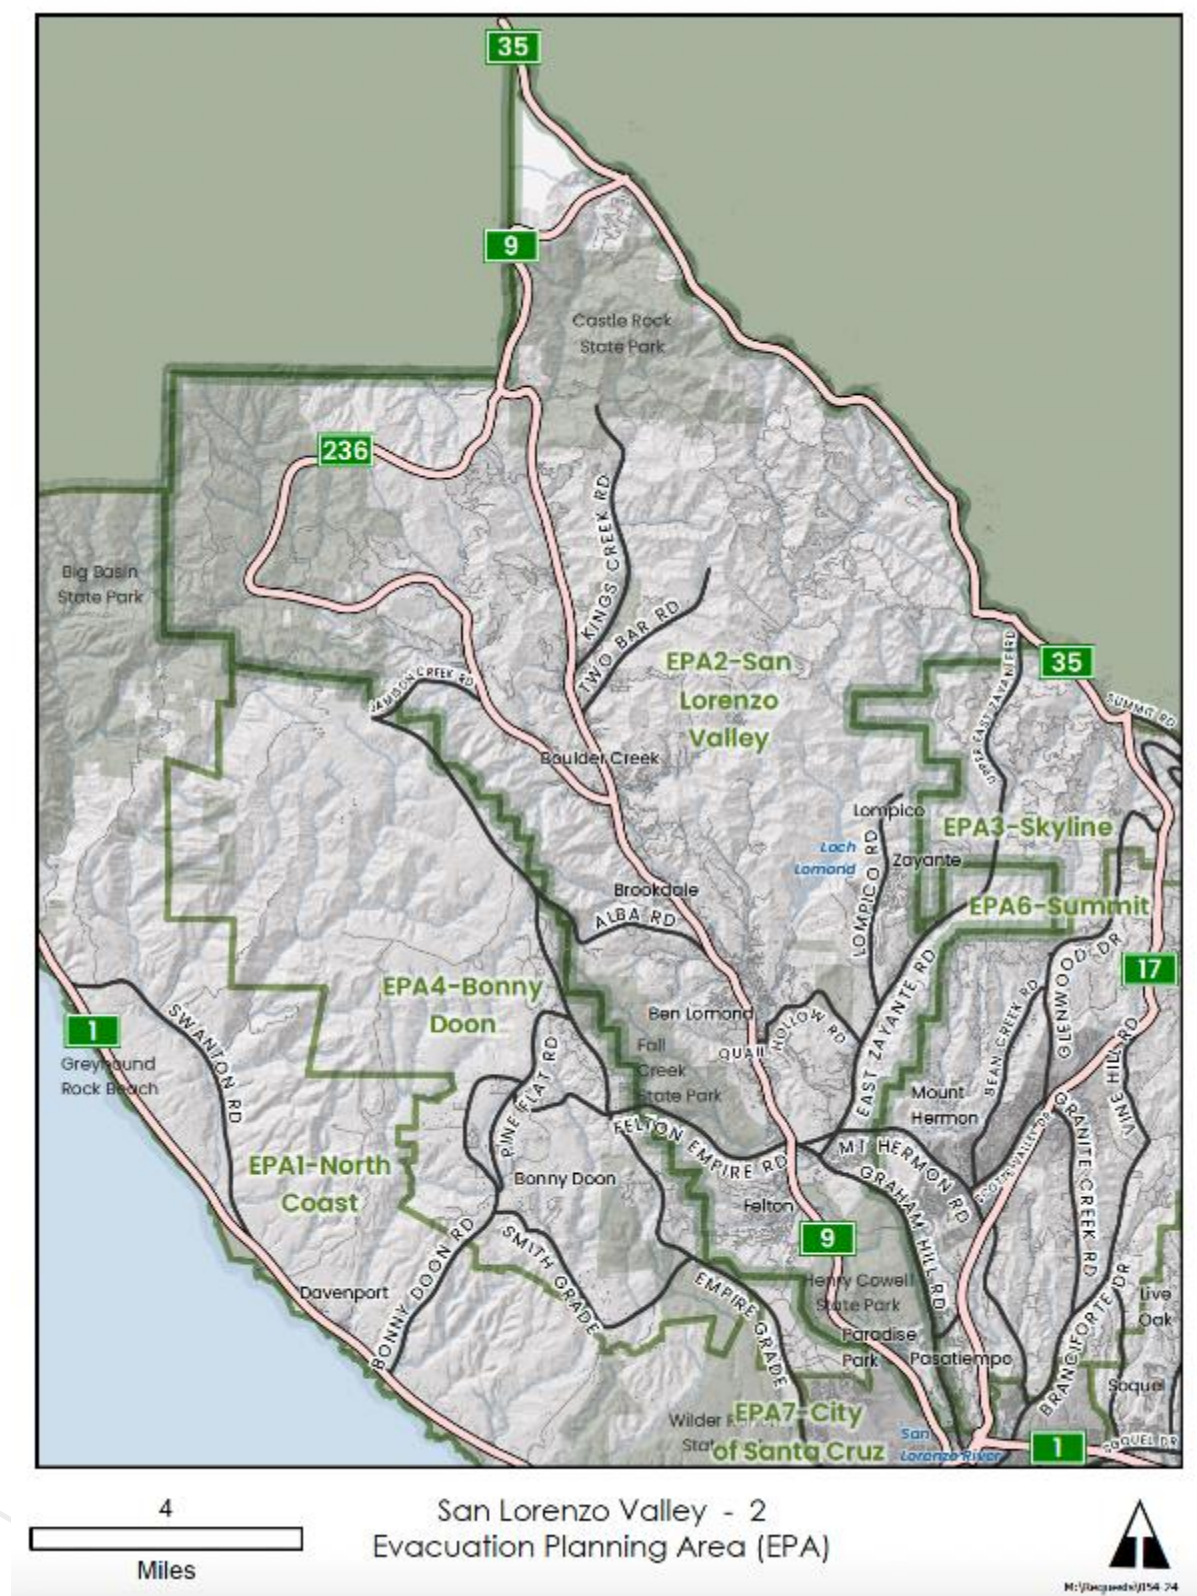 35
9
Castle Rock
State Park
236
KINGS CREEK RD
Big Basin
State Park
TWO BAR RD
UPPER EAST ZAYANTE RD
35
EPA2-San
Lorenzo
Valley
JAMISON CREEK RD
SUMMIT RD
Boulder Creek
Lompico
EPA3-Skyline
Loch
Lomond
LOMPICO RD
Zayante
Brookdale
EPA6-Summit
ALBA RD
GLENWOOD DR
17
EPA4-Bonny
Doon
BEAN CREEK RD
EAST ZAYANTE RD
SWANTON RD
1
Ben Lomond
QUAIL HOLLOW RD
Greyhound
Rock Beach
Fall
Creek
State Park
PINE FLAT RD
VINE HILL RD
Mount
Hermon
GRANITE CREEK RD
SCOTTS VALLEY DR
FELTON EMPIRE RD
MT HERMON RD
EPA1-North
Coast
Bonny Doon
GRAHAM HILL RD
Felton
9
BONNY DOON RD
SMITH GRADE
EMPIRE GRADE
Davenport
Henry Cowell
State Park
BRANCIFORTE DR
Live
Oak
Paradise
Park
Pasatiempo
Soquel
Wilder
EPA7-City
of Santa Cruz
San
Lorenzo River
1
SOQUEL DR
4
Miles
San Lorenzo Valley - 2
Evacuation Planning Area (EPA)